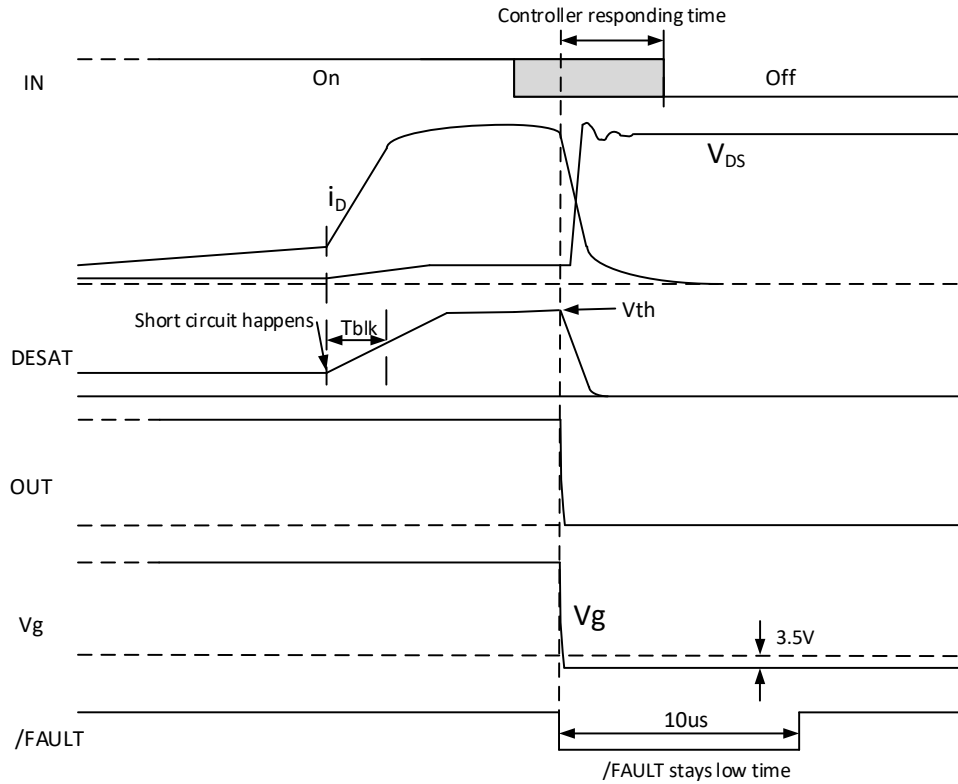 Controller responding time
IN
On
Off
V_DS
i_D
Short circuit happens
Tblk
Vth
DESAT
OUT
Vg
Vg
3.5V
10us
/FAULT
/FAULT stays low time